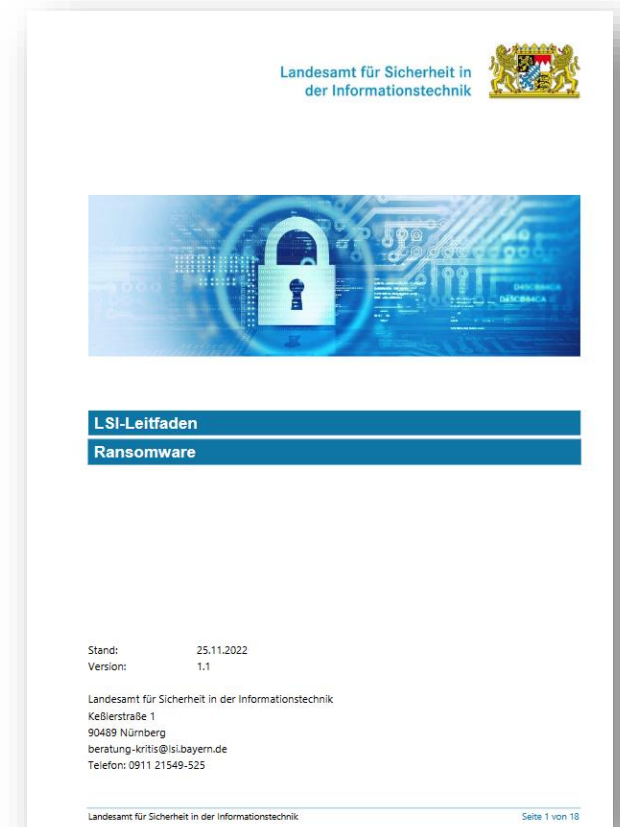 Landesamt für Sicherheit in
der Informationstechnik
D45CBB4CA
D45CBB4CA
LSI-Leitfaden
Ransomware
Stand: 25.11.2022
Version: 1.1
Landesamt für Sicherheit in der Informationstechnik
Keßlerstraße 1
90489 Nürnberg
beratung-kritis@lsi.bayern.de
Telefon: 0911 21549-525
Landesamt für Sicherheit in der Informationstechnik Seite 1 von 18